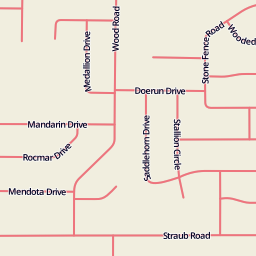 Wood Road
Medallion Drive
Stone Fence Road
Wooded
Doerun Drive
Mandarin Drive
Saddlehorn Drive
Stallion Circle
Rocmar Drive
Mendota Drive
Straub Road